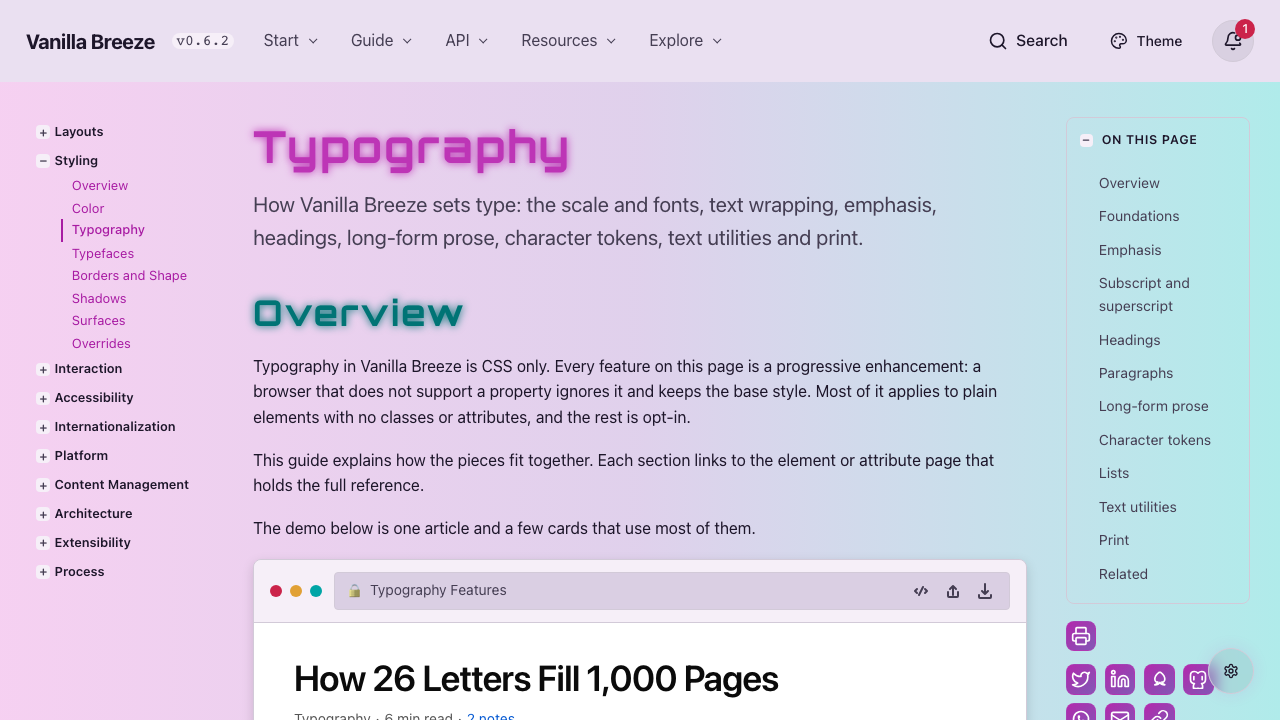 Vanilla Breeze v0.6.2 Start Guide API Resources Explore Search Theme 1
Layouts
Styling
Overview
Color
Typography
Typefaces
Borders and Shape
Shadows
Surfaces
Overrides
Interaction
Accessibility
Internationalization
Platform
Content Management
Architecture
Extensibility
Process
Typography
How Vanilla Breeze sets type: the scale and fonts, text wrapping, emphasis,
headings, long-form prose, character tokens, text utilities and print.
Overview
Typography in Vanilla Breeze is CSS only. Every feature on this page is a progressive enhancement: a
browser that does not support a property ignores it and keeps the base style. Most of it applies to plain
elements with no classes or attributes, and the rest is opt-in.
This guide explains how the pieces fit together. Each section links to the element or attribute page that
holds the full reference.
The demo below is one article and a few cards that use most of them.
Typography Features
How 26 Letters Fill 1,000 Pages
Typography · 6 min read · 2 notes
ON THIS PAGE
Overview
Foundations
Emphasis
Subscript and
superscript
Headings
Paragraphs
Long-form prose
Character tokens
Lists
Text utilities
Print
Related